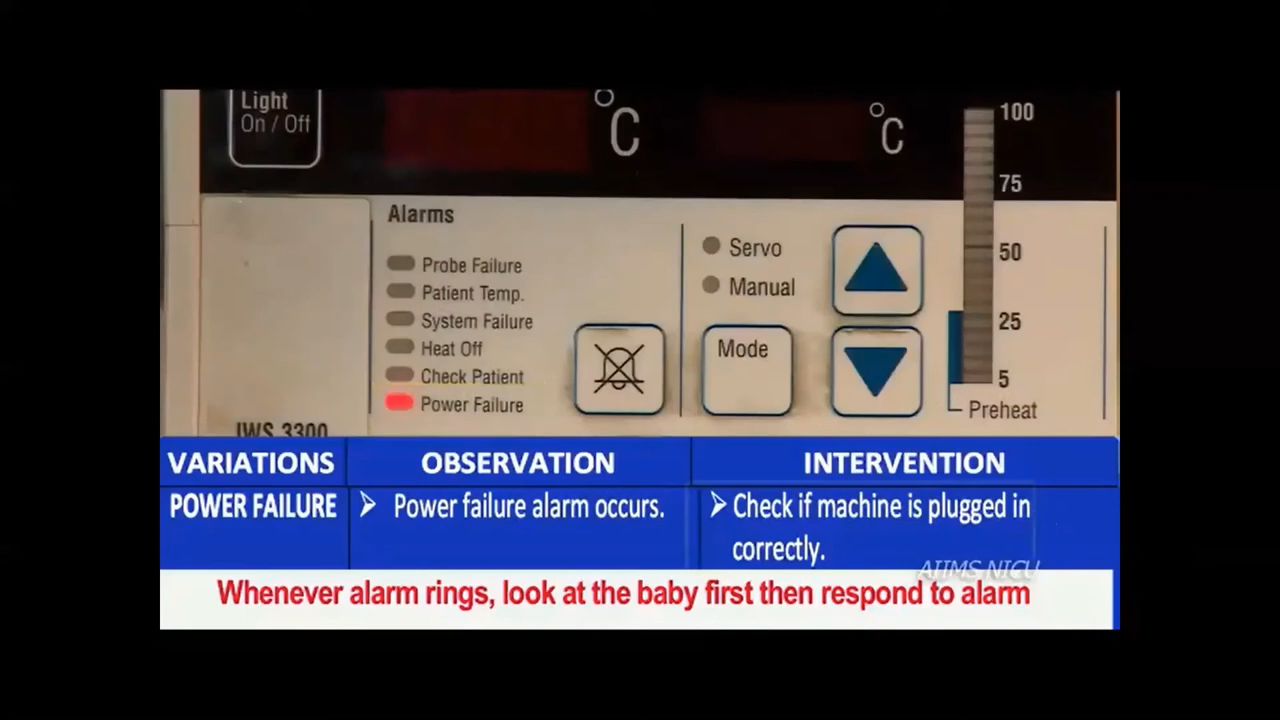 Light
On / Off
°C
°C
100
75
50
25
5
Preheat
Alarms
Probe Failure
Patient Temp.
System Failure
Heat Off
Check Patient
Power Failure
Servo
Manual
Mode
IWS 3300
VARIATIONS OBSERVATION INTERVENTION
POWER FAILURE ➢ Power failure alarm occurs. ➢ Check if machine is plugged in
correctly.
AIIMS NICU
Whenever alarm rings, look at the baby first then respond to alarm